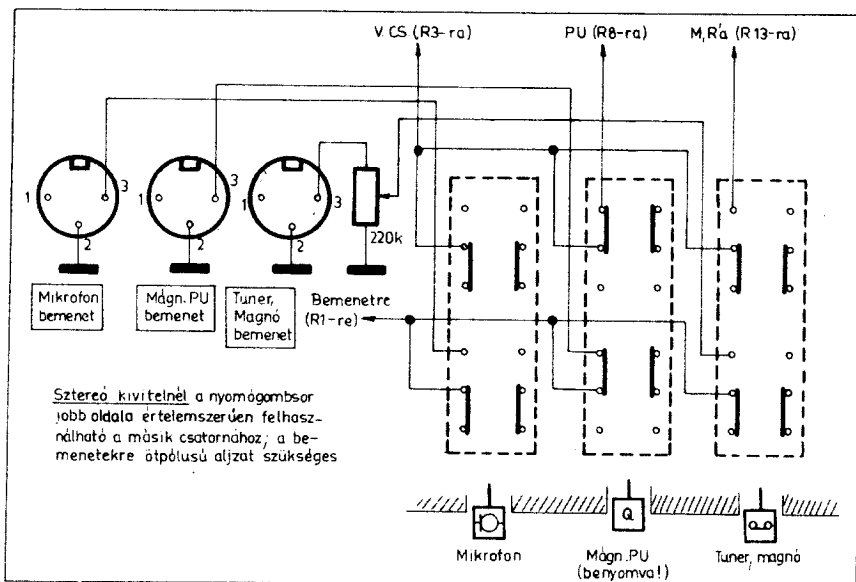 V.CS (R3-ra)
PU (R8-ra)
M,Rá (R13-ra)
1
3
2
1
3
2
1
3
2
220k
Mikrofon
bemenet
Mágn. PU
bemenet
Tuner,
Magnó
bemenet
Bemenetre
(R1-re)
Sztereó kivitelnél a nyomógombsor
jobb oldala értelemszerűen felhasz-
nálható a másik csatornához; a be-
menetekre ötpólusú aljzat szükséges
Q
Mikrofon
Mágn.PU
(benyomva!)
Tuner, magnó